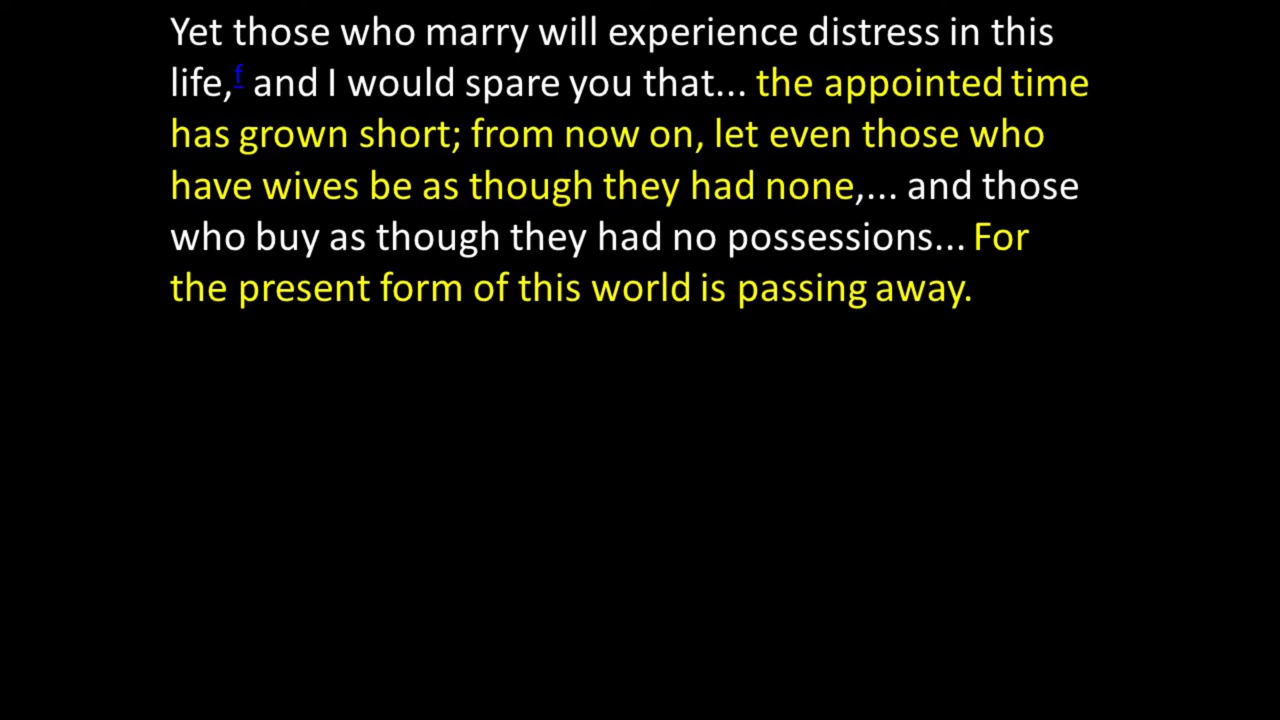 Yet those who marry will experience distress in this
life,f and I would spare you that... the appointed time
has grown short; from now on, let even those who
have wives be as though they had none,... and those
who buy as though they had no possessions... For
the present form of this world is passing away.